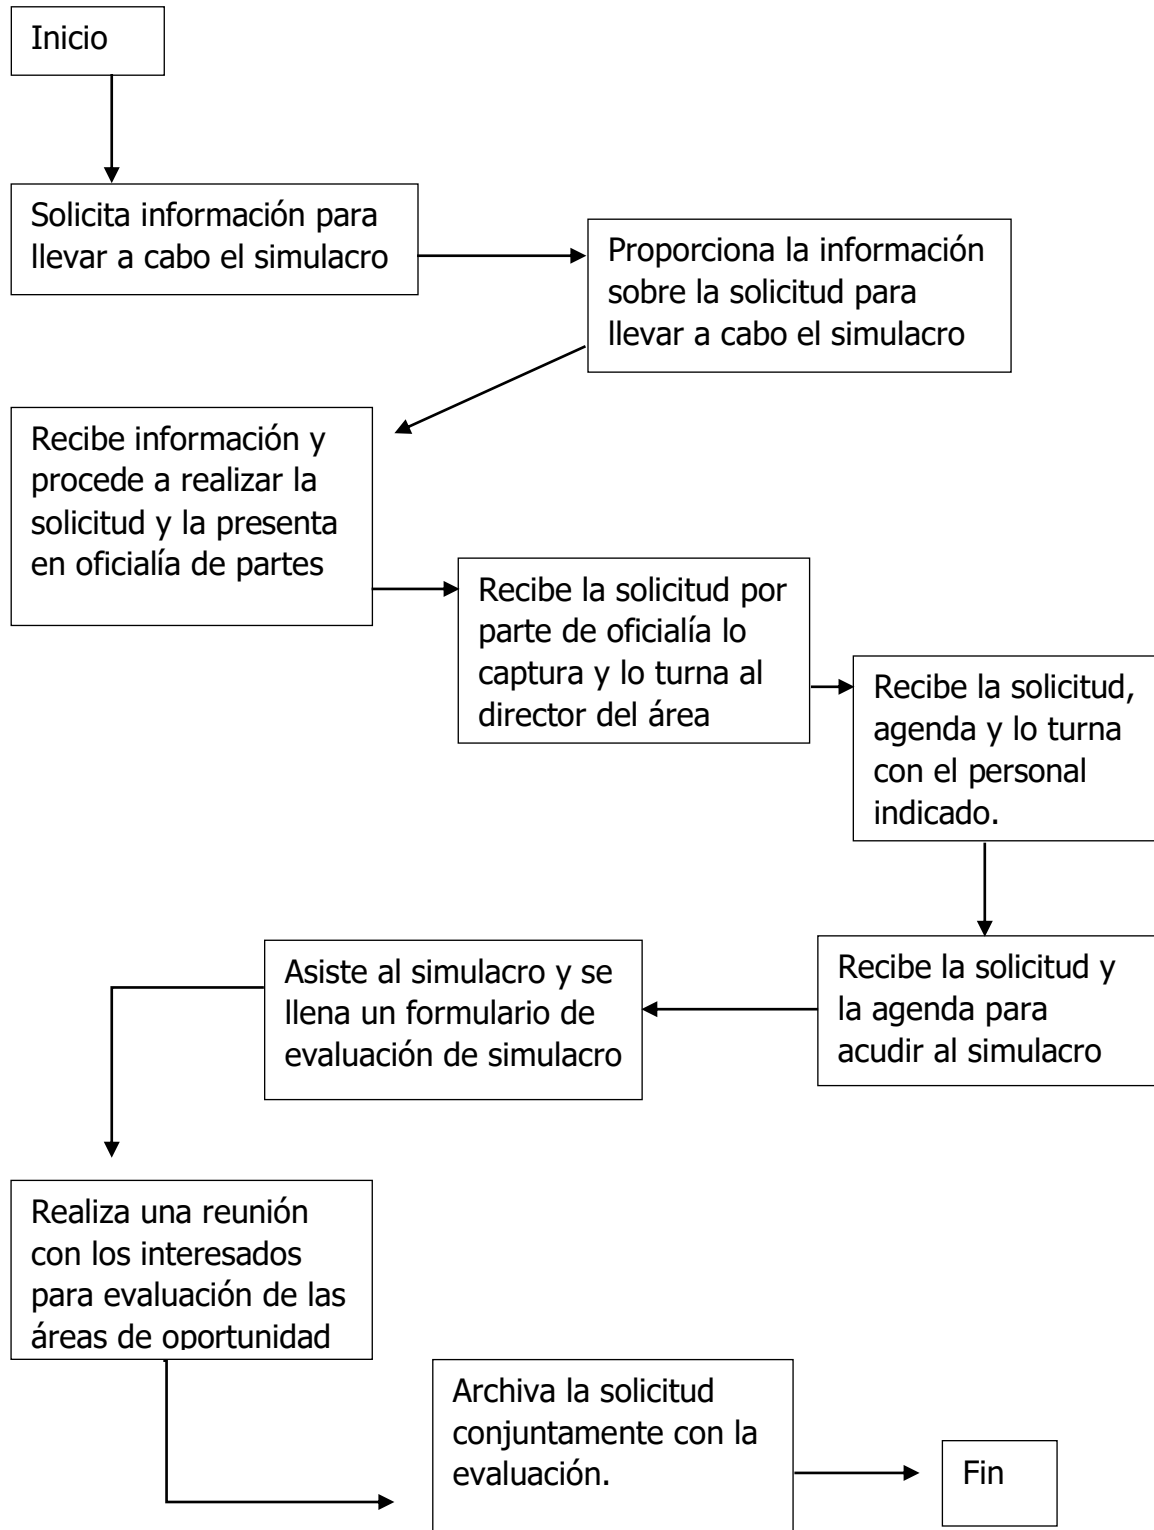 Inicio
Solicita información para
llevar a cabo el simulacro
Proporciona la información
sobre la solicitud para
llevar a cabo el simulacro
Recibe información y
procede a realizar la
solicitud y la presenta
en oficialía de partes
Recibe la solicitud por
parte de oficialía lo
captura y lo turna al
director del área
Recibe la solicitud,
agenda y lo turna
con el personal
indicado.
Recibe la solicitud y
la agenda para
acudir al simulacro
Asiste al simulacro y se
llena un formulario de
evaluación de simulacro
Realiza una reunión
con los interesados
para evaluación de las
áreas de oportunidad
Archiva la solicitud
conjuntamente con la
evaluación.
Fin